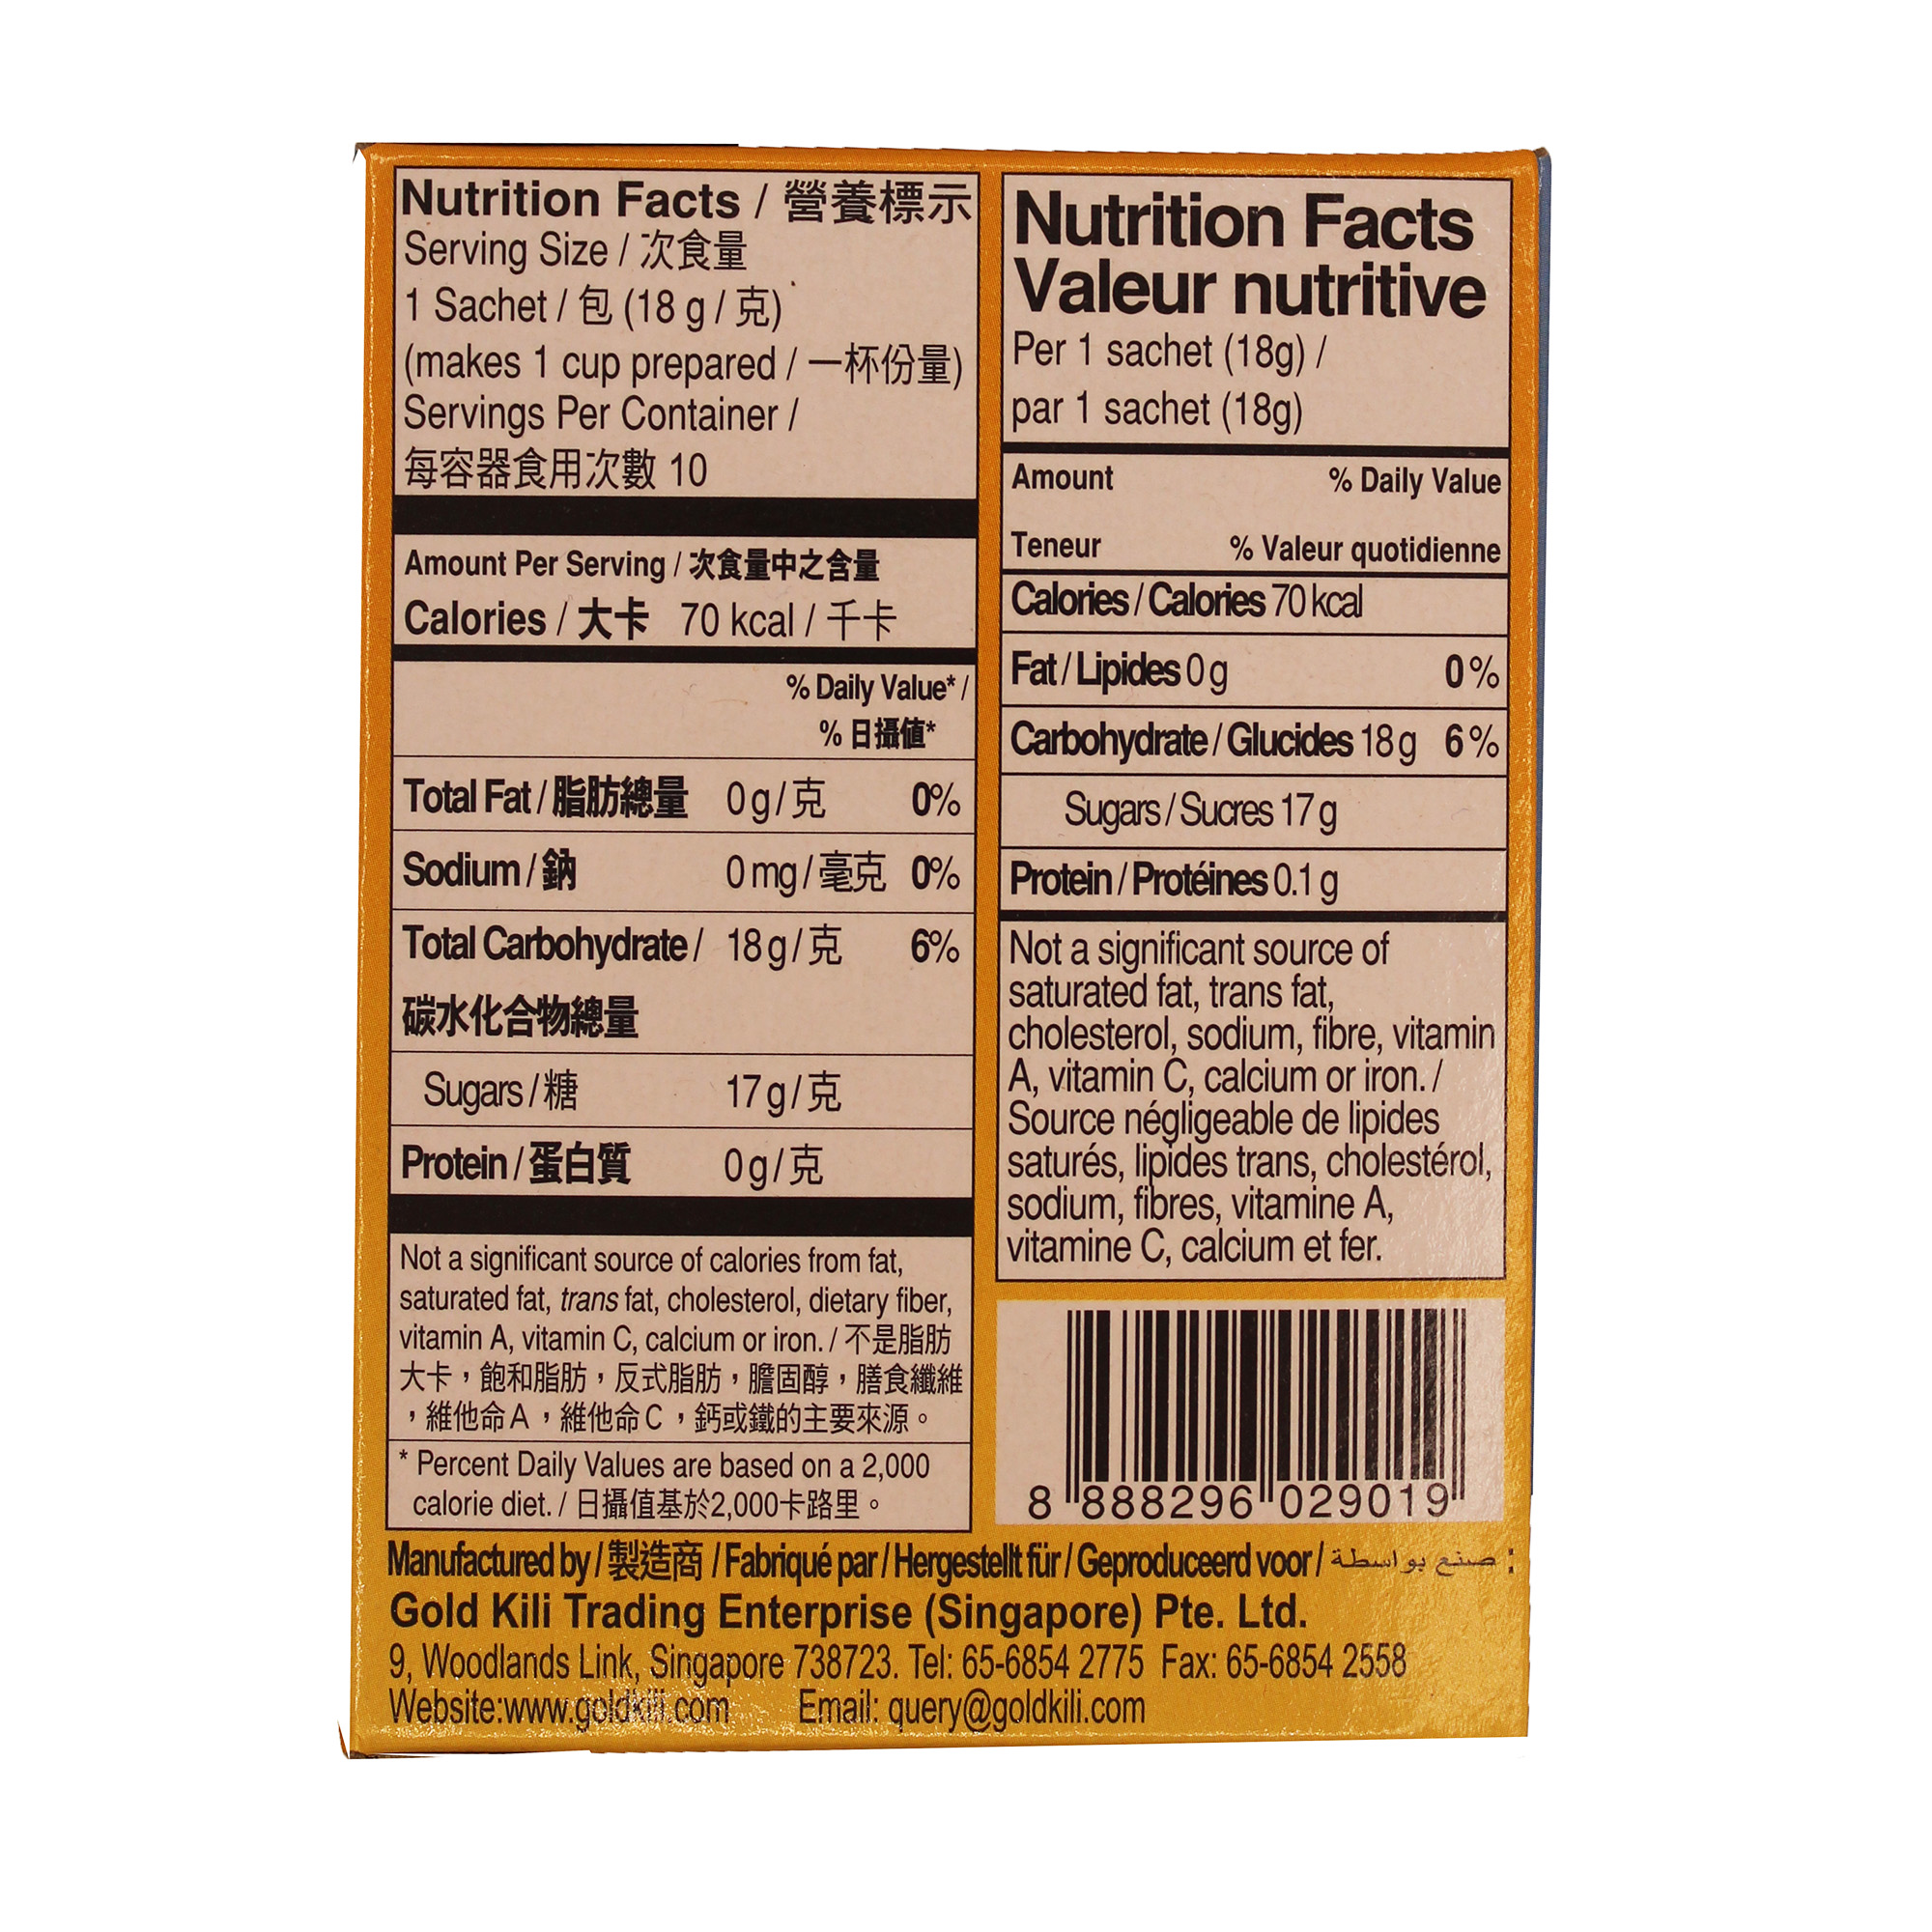 Nutrition Facts / 營養標示
Serving Size / 次食量
1 Sachet / 包 (18 g / 克)
(makes 1 cup prepared / 一杯份量)
Servings Per Container /
每容器食用次數 10
Amount Per Serving / 次食量中之含量
Calories / 大卡 70 kcal / 千卡
% Daily Value* /
% 日攝值*
Total Fat / 脂肪總量 0 g / 克 0%
Sodium / 鈉 0 mg / 毫克 0%
Total Carbohydrate / 18 g / 克 6%
碳水化合物總量
Sugars / 糖 17 g / 克
Protein / 蛋白質 0 g / 克
Not a significant source of calories from fat,
saturated fat, trans fat, cholesterol, dietary fiber,
vitamin A, vitamin C, calcium or iron. / 不是脂肪
大卡，飽和脂肪，反式脂肪，膽固醇，膳食纖維
，維他命A，維他命C，鈣或鐵的主要來源。
* Percent Daily Values are based on a 2,000
calorie diet. / 日攝值基於2,000卡路里。
Nutrition Facts
Valeur nutritive
Per 1 sachet (18g) /
par 1 sachet (18g)
Amount % Daily Value
Teneur % Valeur quotidienne
Calories / Calories 70 kcal
Fat / Lipides 0 g 0 %
Carbohydrate / Glucides 18 g 6 %
Sugars / Sucres 17 g
Protein / Protéines 0.1 g
Not a significant source of
saturated fat, trans fat,
cholesterol, sodium, fibre, vitamin
A, vitamin C, calcium or iron. /
Source négligeable de lipides
saturés, lipides trans, cholestérol,
sodium, fibres, vitamine A,
vitamine C, calcium et fer.
8 888296 029019
Manufactured by / 製造商 / Fabriqué par / Hergestellt für / Geproduceerd voor / صنع بواسطة :
Gold Kili Trading Enterprise (Singapore) Pte. Ltd.
9, Woodlands Link, Singapore 738723. Tel: 65-6854 2775 Fax: 65-6854 2558
Website:www.goldkili.com Email: query@goldkili.com